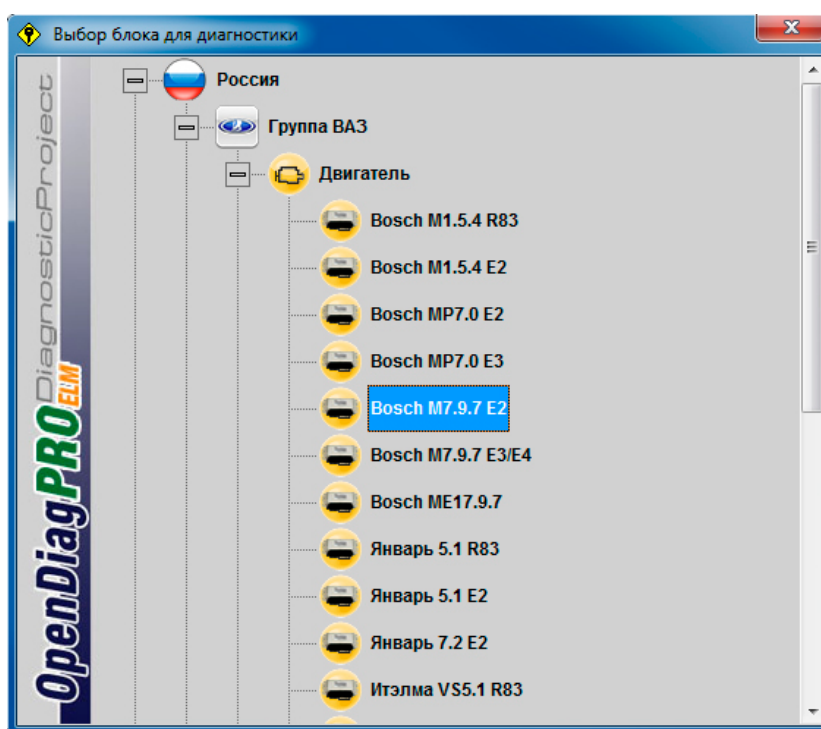 Выбор блока для диагностики
OpenDiagPRO ELM DiagnosticProject
Россия
Группа ВАЗ
Двигатель
Bosch M1.5.4 R83
Bosch M1.5.4 E2
Bosch MP7.0 E2
Bosch MP7.0 E3
Bosch M7.9.7 E2
Bosch M7.9.7 E3/E4
Bosch ME17.9.7
Январь 5.1 R83
Январь 5.1 E2
Январь 7.2 E2
Итэлма VS5.1 R83